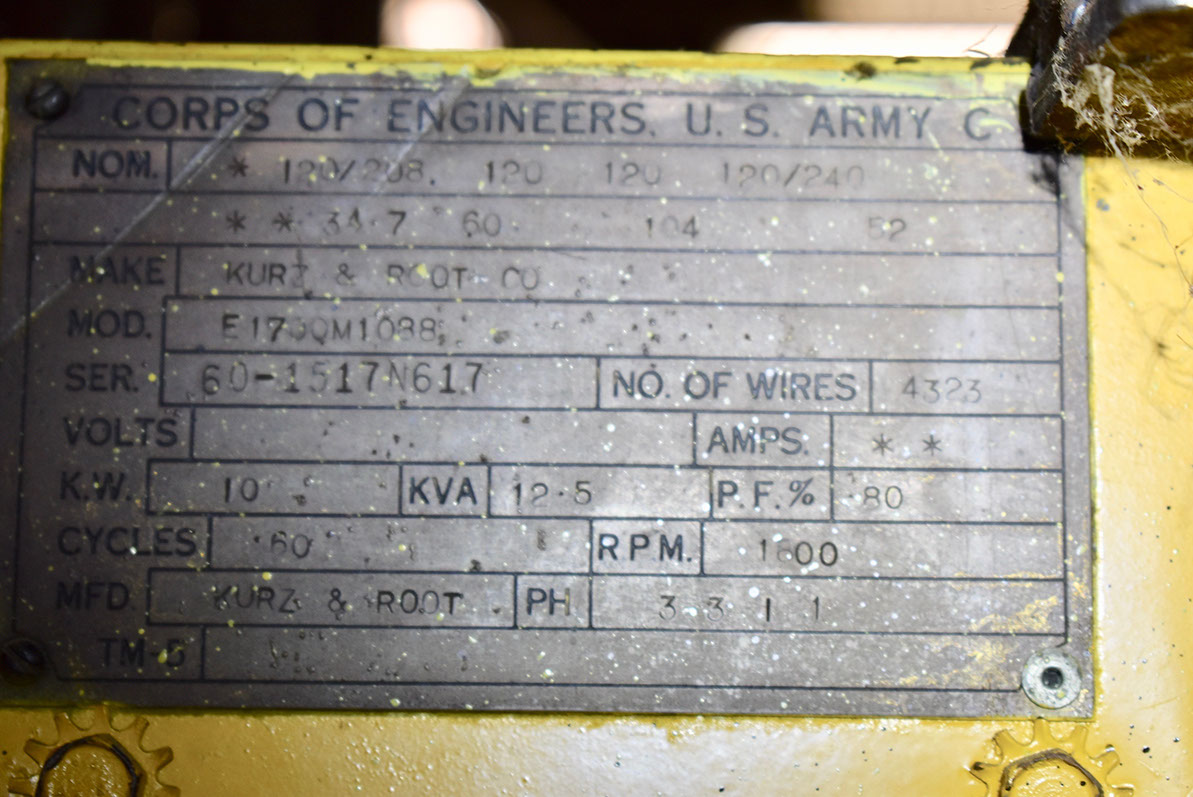 CORPS OF ENGINEERS, U. S. ARMY C
NOM. * 120/208, 120 120 120/240
* * 34.7 60 104 52
MAKE KURZ & ROOT CO
MOD.
SER. 60-1517N617 NO. OF WIRES 4323
VOLTS AMPS. * *
K.W. 10 KVA 12.5 P.F.% 80
CYCLES 60 RPM. 1800
MFD. KURZ & ROOT PH 3 3 1 1
TM-5